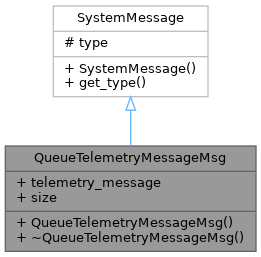 SystemMessage
# type
+ SystemMessage()
+ get_type()
QueueTelemetryMessageMsg
+ telemetry_message
+ size
+ QueueTelemetryMessageMsg()
+ ~QueueTelemetryMessageMsg()